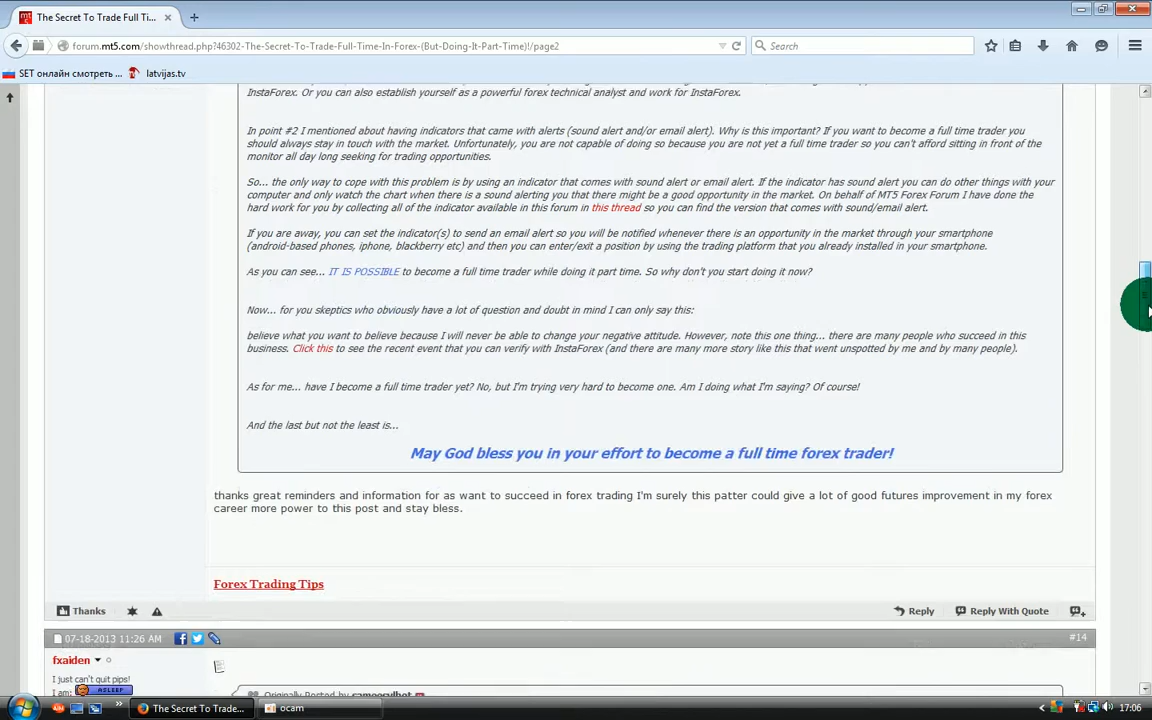 The Secret To Trade Full Ti...
forum.mt5.com/showthread.php?46302-The-Secret-To-Trade-Full-Time-In-Forex-(But-Doing-It-Part-Time)!/page2
Search
SET онлайн смотреть ...
latvijas.tv
InstaForex. Or you can also establish yourself as a powerful forex technical analyst and work for InstaForex.
In point #2 I mentioned about having indicators that came with alerts (sound alert and/or email alert). Why is this important? If you want to become a full time trader you
should always stay in touch with the market. Unfortunately, you are not capable of doing so because you are not yet a full time trader so you can't afford sitting in front of the
monitor all day long seeking for trading opportunities.
So... the only way to cope with this problem is by using an indicator that comes with sound alert or email alert. If the indicator has sound alert you can do other things with your
computer and only watch the chart when there is a sound alerting you that there might be a good opportunity in the market. On behalf of MT5 Forex Forum I have done the
hard work for you by collecting all of the indicator available in this forum in this thread so you can find the version that comes with sound/email alert.
If you are away, you can set the indicator(s) to send an email alert so you will be notified whenever there is an opportunity in the market through your smartphone
(android-based phones, iphone, blackberry etc) and then you can enter/exit a position by using the trading platform that you already installed in your smartphone.
As you can see... IT IS POSSIBLE to become a full time trader while doing it part time. So why don't you start doing it now?
Now... for you skeptics who obviously have a lot of question and doubt in mind I can only say this:
believe what you want to believe because I will never be able to change your negative attitude. However, note this one thing... there are many people who succeed in this
business. Click this to see the recent event that you can verify with InstaForex (and there are many more story like this that went unspotted by me and by many people).
As for me... have I become a full time trader yet? No, but I'm trying very hard to become one. Am I doing what I'm saying? Of course!
And the last but not the least is...
May God bless you in your effort to become a full time forex trader!
thanks great reminders and information for as want to succeed in forex trading I'm surely this patter could give a lot of good futures improvement in my forex
career more power to this post and stay bless.
Forex Trading Tips
Thanks
Reply
Reply With Quote
07-18-2013 11:26 AM
#14
fxaiden
I just can't quit pips!
I am: ASLEEP
Originally Posted by
The Secret To Trade...
ocam
17:06